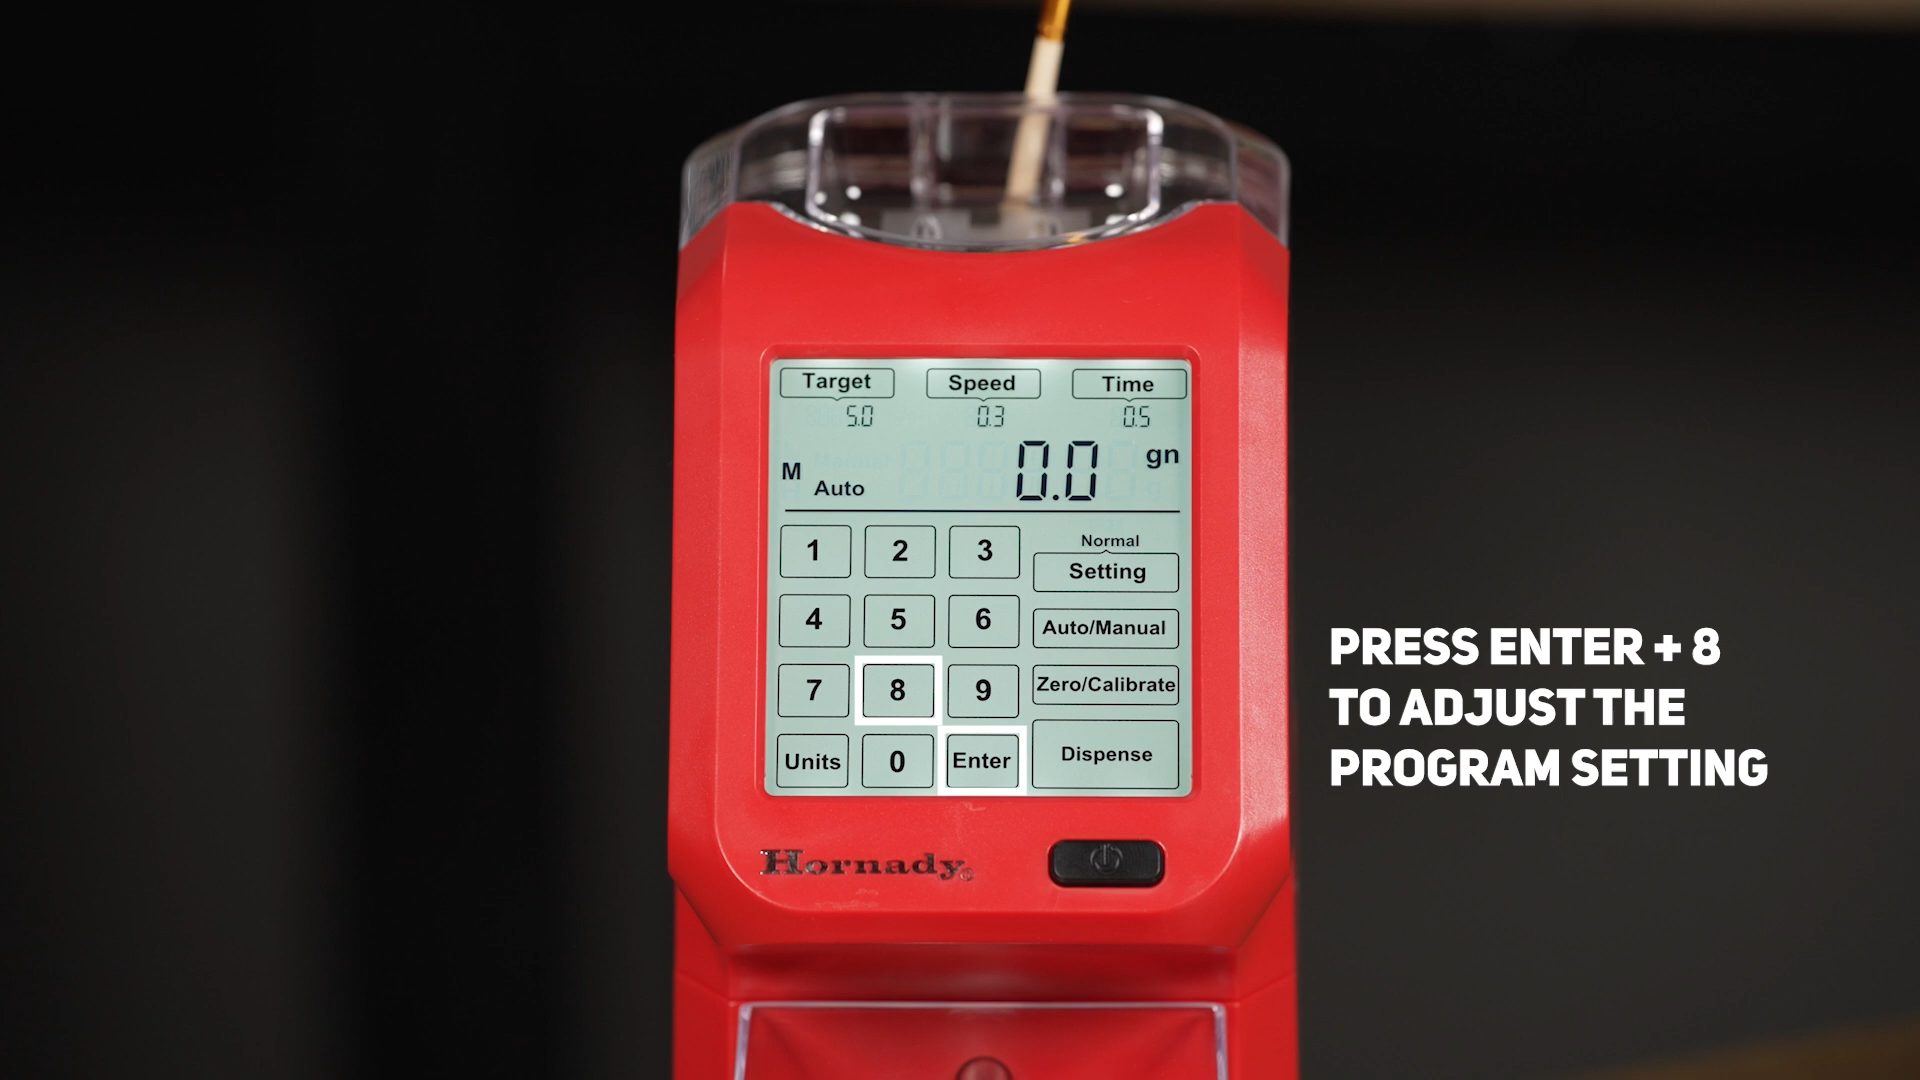 Target Speed Time
5.0 0.3 0.5
M Auto 0.0 gn
1 2 3
Normal
Setting
4 5 6 Auto/Manual
7 8 9 Zero/Calibrate
Units 0 Enter Dispense
Hornady
PRESS ENTER + 8
TO ADJUST THE
PROGRAM SETTING